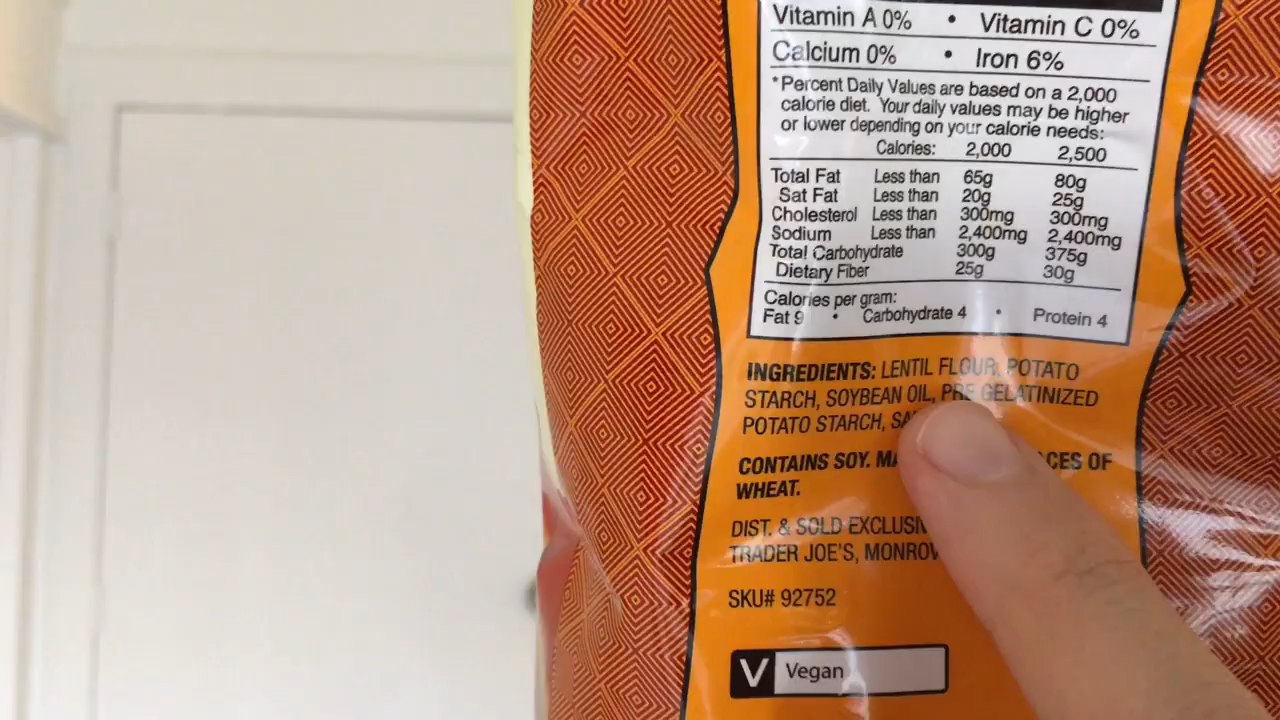 Vitamin A 0% • Vitamin C 0%
Calcium 0% • Iron 6%
*Percent Daily Values are based on a 2,000
calorie diet. Your daily values may be higher
or lower depending on your calorie needs:
Calories: 2,000 2,500
Total Fat Less than 65g 80g
Sat Fat Less than 20g 25g
Cholesterol Less than 300mg 300mg
Sodium Less than 2,400mg 2,400mg
Total Carbohydrate 300g 375g
Dietary Fiber 25g 30g
Calories per gram:
Fat 9 • Carbohydrate 4 • Protein 4
INGREDIENTS: LENTIL FLOUR, POTATO
STARCH, SOYBEAN OIL, PRE GELATINIZED
POTATO STARCH,
CONTAINS SOY. OF
WHEAT.
DIST. & SOLD
TRADER JOE'S,
SKU# 92752
V Vegan